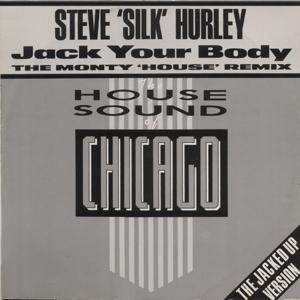 STEVE 'SILK' HURLEY
Jack Your Body
THE MONTY 'HOUSE' REMIX
The
HOUSE
SOUND
of
CHICAGO
THE JACKED UP
VERSION